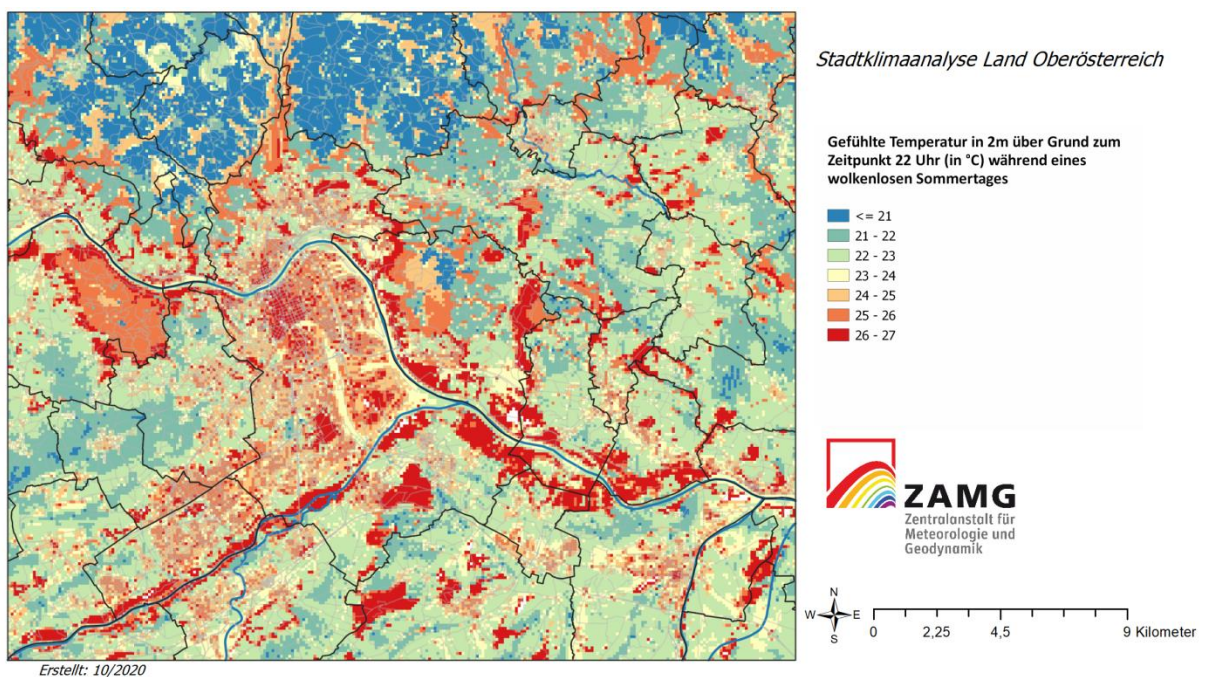 Stadtklimaanalyse Land Oberösterreich
Gefühlte Temperatur in 2m über Grund zum
Zeitpunkt 22 Uhr (in °C) während eines
wolkenlosen Sommertages
<= 21
21 - 22
22 - 23
23 - 24
24 - 25
25 - 26
26 - 27
ZAMG
Zentralanstalt für
Meteorologie und
Geodynamik
N
W E
S
0 2,25 4,5 9 Kilometer
Erstellt: 10/2020